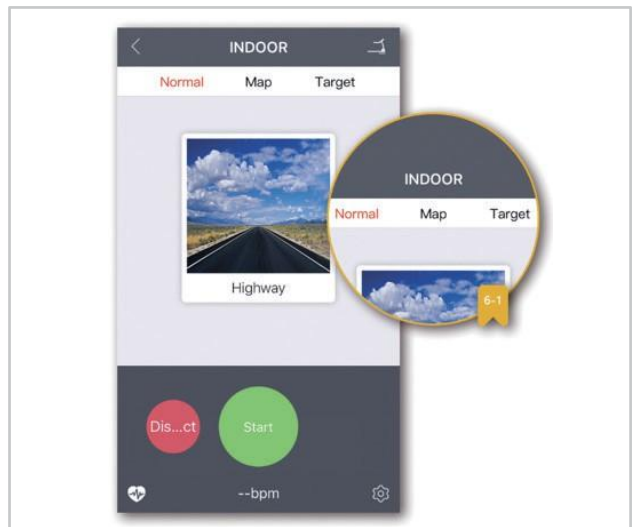 INDOOR
Normal Map Target
Highway
INDOOR
Normal Map Target
6-1
Dis...ct Start
--bpm